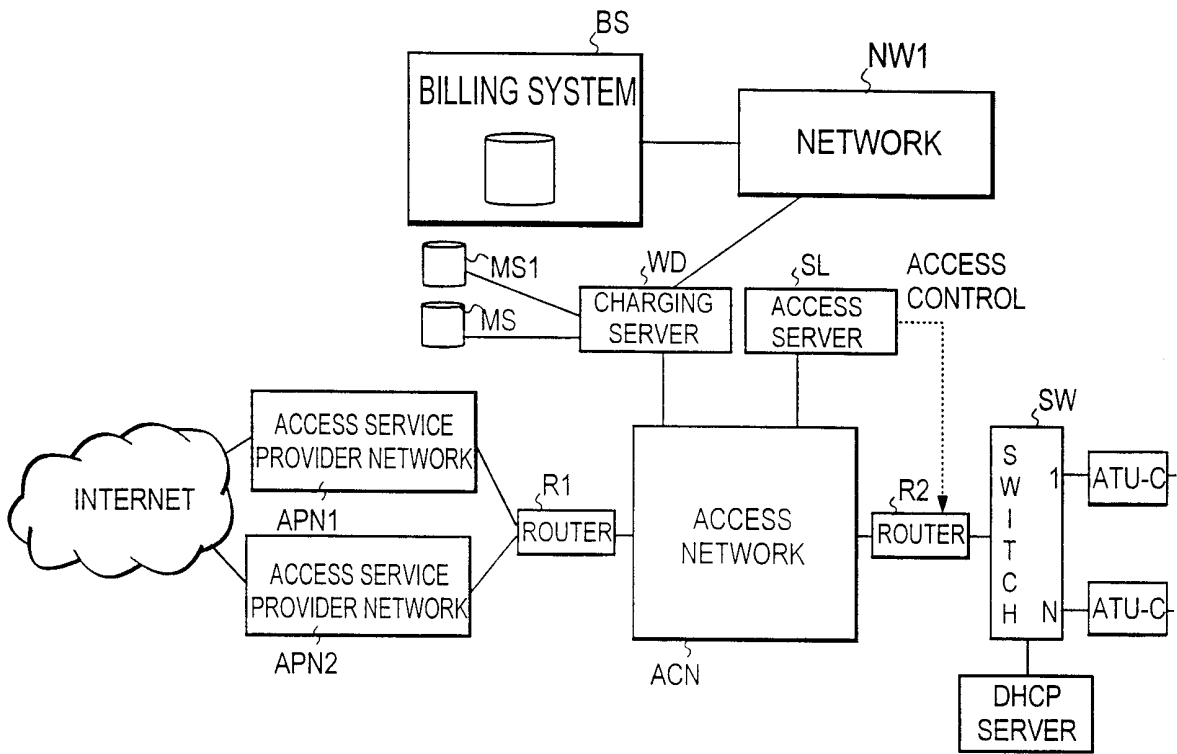 BS
BILLING SYSTEM
NW1
NETWORK
MS1
MS
WD
CHARGING
SERVER
SL
ACCESS
SERVER
ACCESS
CONTROL
INTERNET
ACCESS SERVICE
PROVIDER NETWORK
APN1
ACCESS SERVICE
PROVIDER NETWORK
APN2
R1
ROUTER
ACCESS
NETWORK
ACN
R2
ROUTER
SW
SWITCH
1
N
ATU-C
ATU-C
DHCP
SERVER